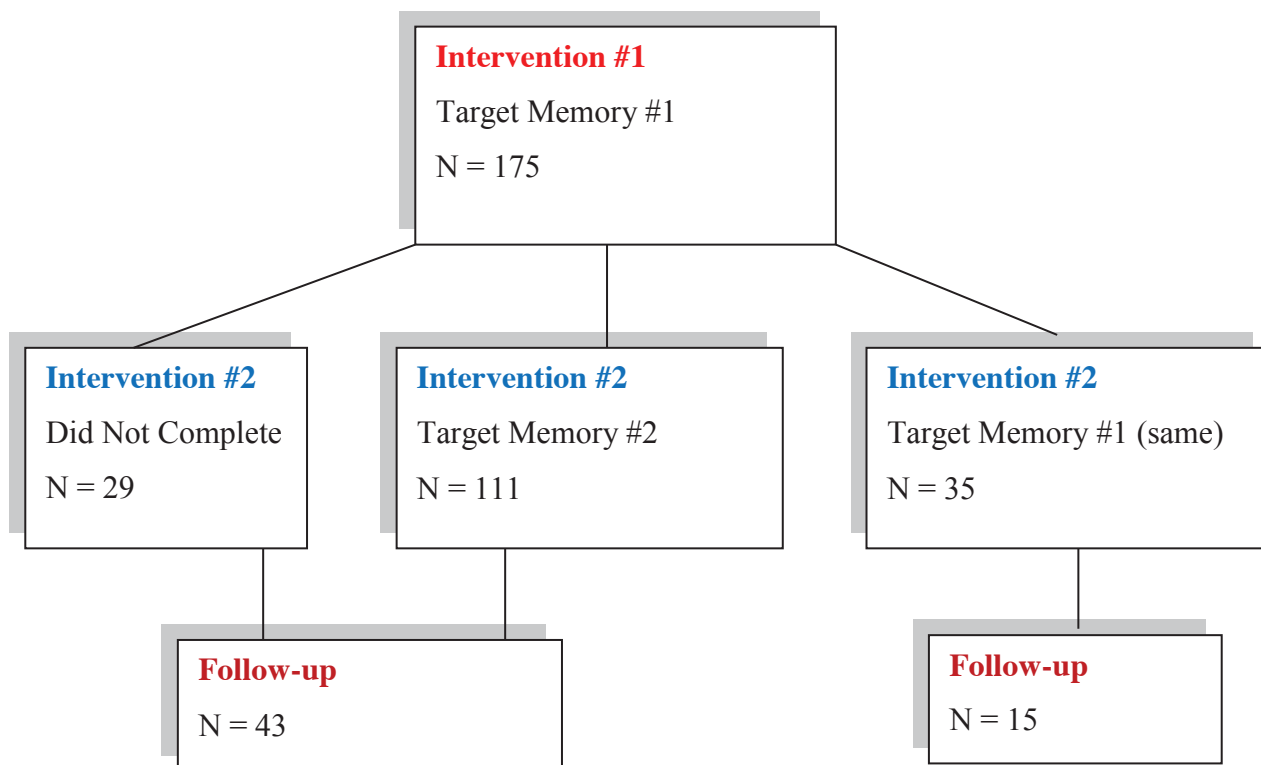 Intervention #1
Target Memory #1
N = 175
Intervention #2
Did Not Complete
N = 29
Intervention #2
Target Memory #2
N = 111
Intervention #2
Target Memory #1 (same)
N = 35
Follow-up
N = 43
Follow-up
N = 15